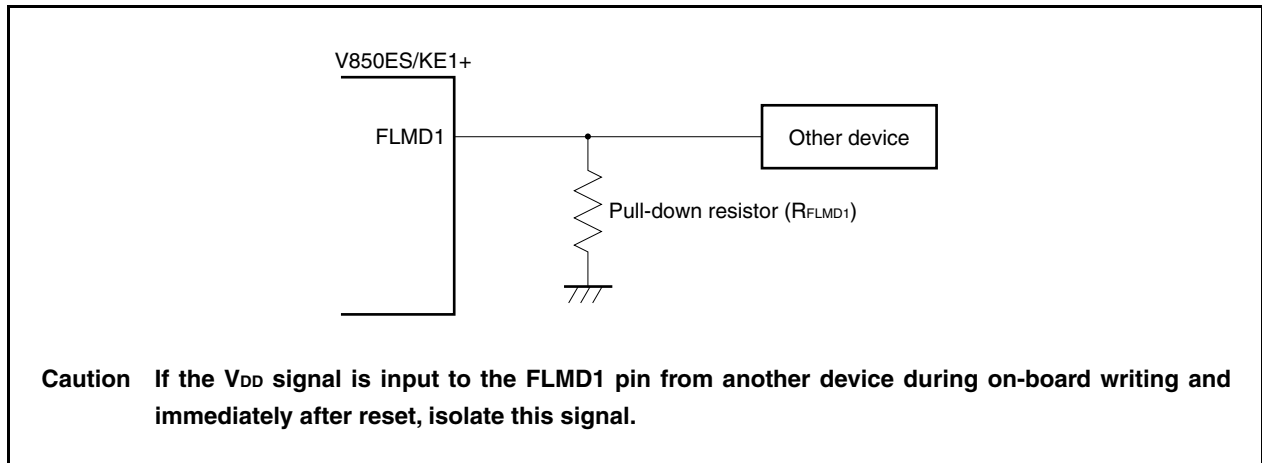 V850ES/KE1+
FLMD1
Other device
Pull-down resistor (RFLMD1)
Caution If the VDD signal is input to the FLMD1 pin from another device during on-board writing and
immediately after reset, isolate this signal.